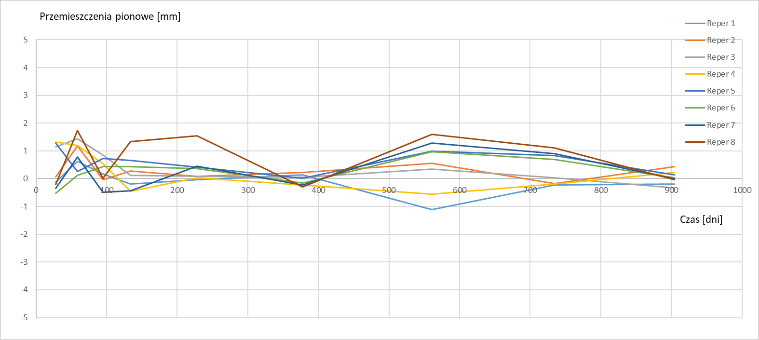 Przemieszczenia pionowe [mm]
Reper 1
Reper 2
Reper 3
Reper 4
Reper 5
Reper 6
Reper 7
Reper 8
5
4
3
2
1
0
-1
-2
-3
4
5
0 100 200 300 400 500 600 700 800 900 1000
Czas [dni]